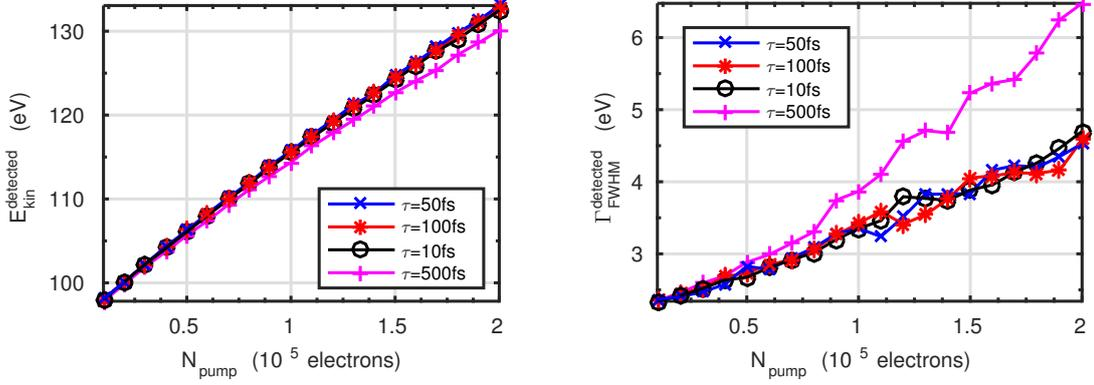 130
120
110
100
E_kin^detected (eV)
τ=50fs
τ=100fs
τ=10fs
τ=500fs
0.5 1 1.5 2
N_pump (10^5 electrons)
6
5
4
3
Γ_FWHM^detected (eV)
τ=50fs
τ=100fs
τ=10fs
τ=500fs
0.5 1 1.5 2
N_pump (10^5 electrons)